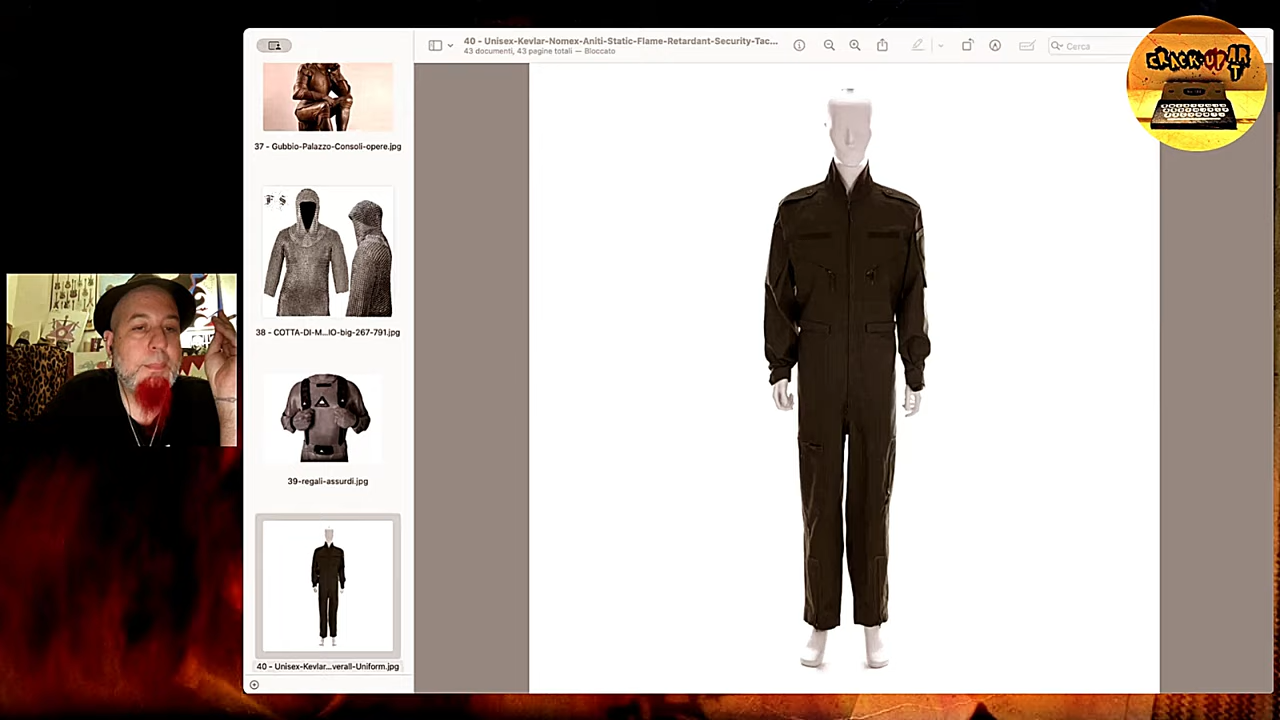 40 - Unisex-Kevlar-Nomex-Aniti-Static-Flame-Retardant-Security-Tac...
43 documenti, 43 pagine totali — Bloccato
Cerca
CRACK-UP ART
37 - Gubbio-Palazzo-Consoli-opere.jpg
F S
38 - COTTA-DI-M...IO-big-267-791.jpg
39-regali-assurdi.jpg
40 - Unisex-Kevlar...verall-Uniform.jpg